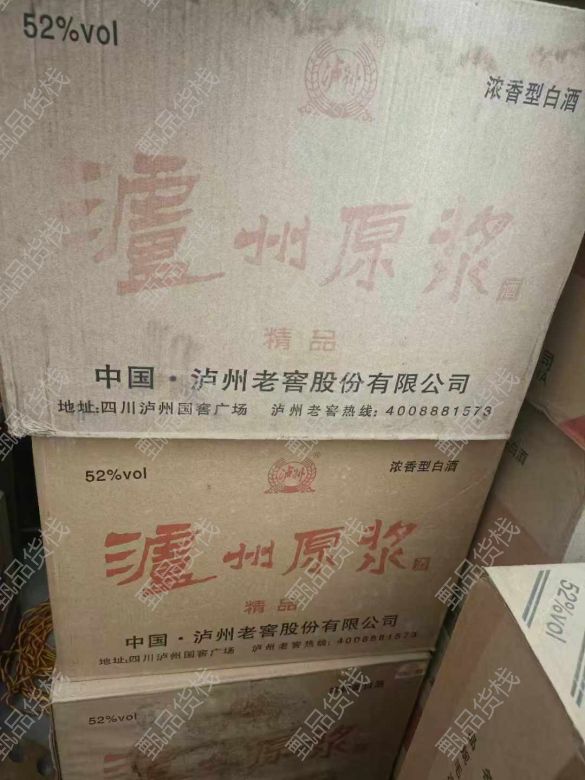 52%vol
泸州
®
浓香型白酒
瀘州原浆
酒
精品
中国·泸州老窖股份有限公司
地址:四川泸州国窖广场 泸州老窖热线: 4008881573
52%vol
泸州
®
浓香型白酒
瀘州原浆
酒
精品
中国·泸州老窖股份有限公司
地址:四川泸州国窖广场 泸州老窖热线: 4008881573
52%vol
52%vol
甄品货栈